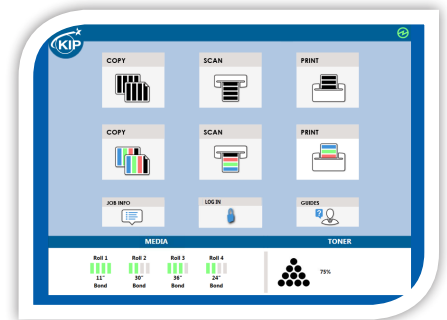 KIP
COPY SCAN PRINT
COPY SCAN PRINT
JOB INFO LOG IN GUIDES
?
MEDIA TONER
Roll 1 Roll 2 Roll 3 Roll 4
11" 30" 36" 24"
Bond Bond Bond Bond
75%